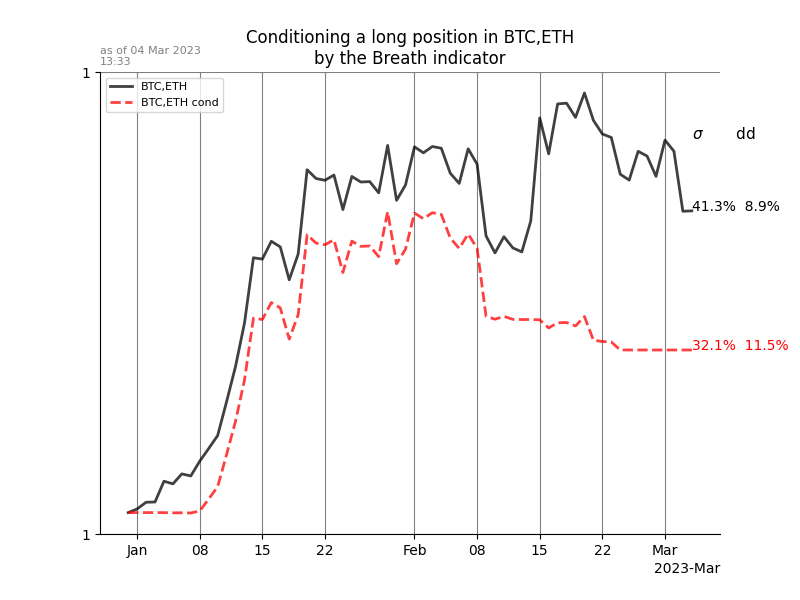 Conditioning a long position in BTC,ETH
by the Breath indicator
as of 04 Mar 2023
13:33
1
BTC,ETH
BTC,ETH cond
σ dd
41.3% 8.9%
32.1% 11.5%
1
Jan 08 15 22 Feb 08 15 22 Mar
2023-Mar